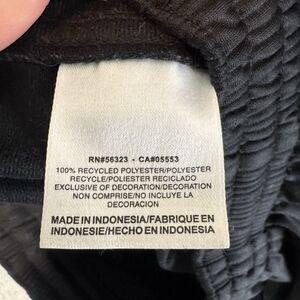 RN#56323 - CA#05553
100% RECYCLED POLYESTER/POLYESTER
RECYCLE/POLIESTER RECICLADO
EXCLUSIVE OF DECORATION/DECORATION
NON COMPRISE/NO INCLUYE LA
DECORACION
MADE IN INDONESIA/FABRIQUE EN
INDONESIE/HECHO EN INDONESIA